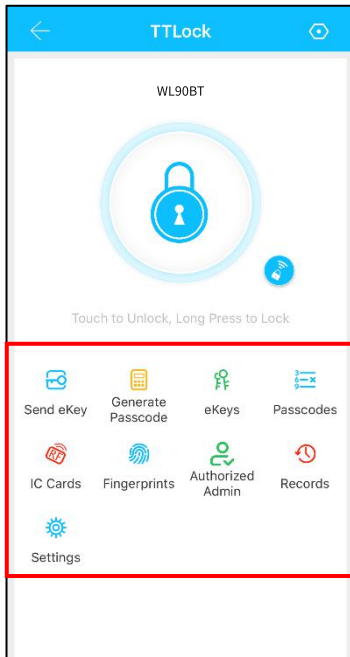 TTLock
WL90BT
Touch to Unlock, Long Press to Lock
Send eKey
Generate
Passcode
eKeys
Passcodes
IC Cards
Fingerprints
Authorized
Admin
Records
Settings